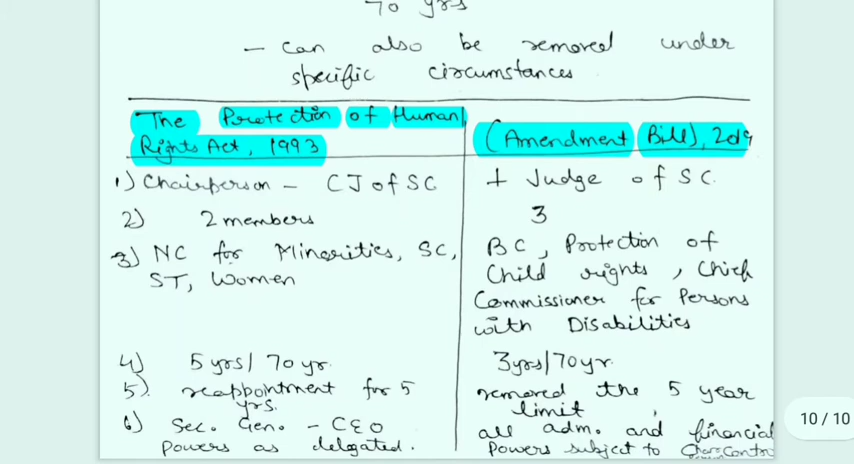 70 yrs
- can also be removed under
specific circumstances
The Protection of Human
Rights Act, 1993
(Amendment Bill), 2019
1) Chairperson - CJ of SC
+ Judge of SC.
2) 2 members
3
3) NC for Minorities, SC,
ST, Women
BC, Protection of
Child rights, Chief
Commissioner for Persons
with Disabilities
4) 5 yrs/ 70 yr.
3 yrs/70 yr.
5). reappointment for 5
yrs.
removed the 5 year
limit
6) Sec. Gen. - CEO
Powers as delgated.
all adm. and financial
Powers subject to
10 / 10